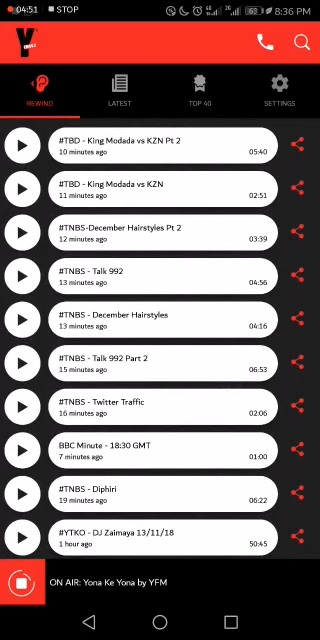 04:51 STOP 8:36 PM
Y
REWIND LATEST TOP 40 SETTINGS
#TBD - King Modada vs KZN Pt 2
10 minutes ago 05:40
#TBD - King Modada vs KZN
11 minutes ago 02:51
#TNBS-December Hairstyles Pt 2
12 minutes ago 03:39
#TNBS - Talk 992
13 minutes ago 04:56
#TNBS - December Hairstyles
13 minutes ago 04:16
#TNBS - Talk 992 Part 2
15 minutes ago 06:53
#TNBS - Twitter Traffic
16 minutes ago 02:06
BBC Minute - 18:30 GMT
7 minutes ago 01:00
#TNBS - Diphiri
19 minutes ago 06:22
#YTKO - DJ Zaimaya 13/11/18
1 hour ago 50:45
ON AIR: Yona Ke Yona by YFM